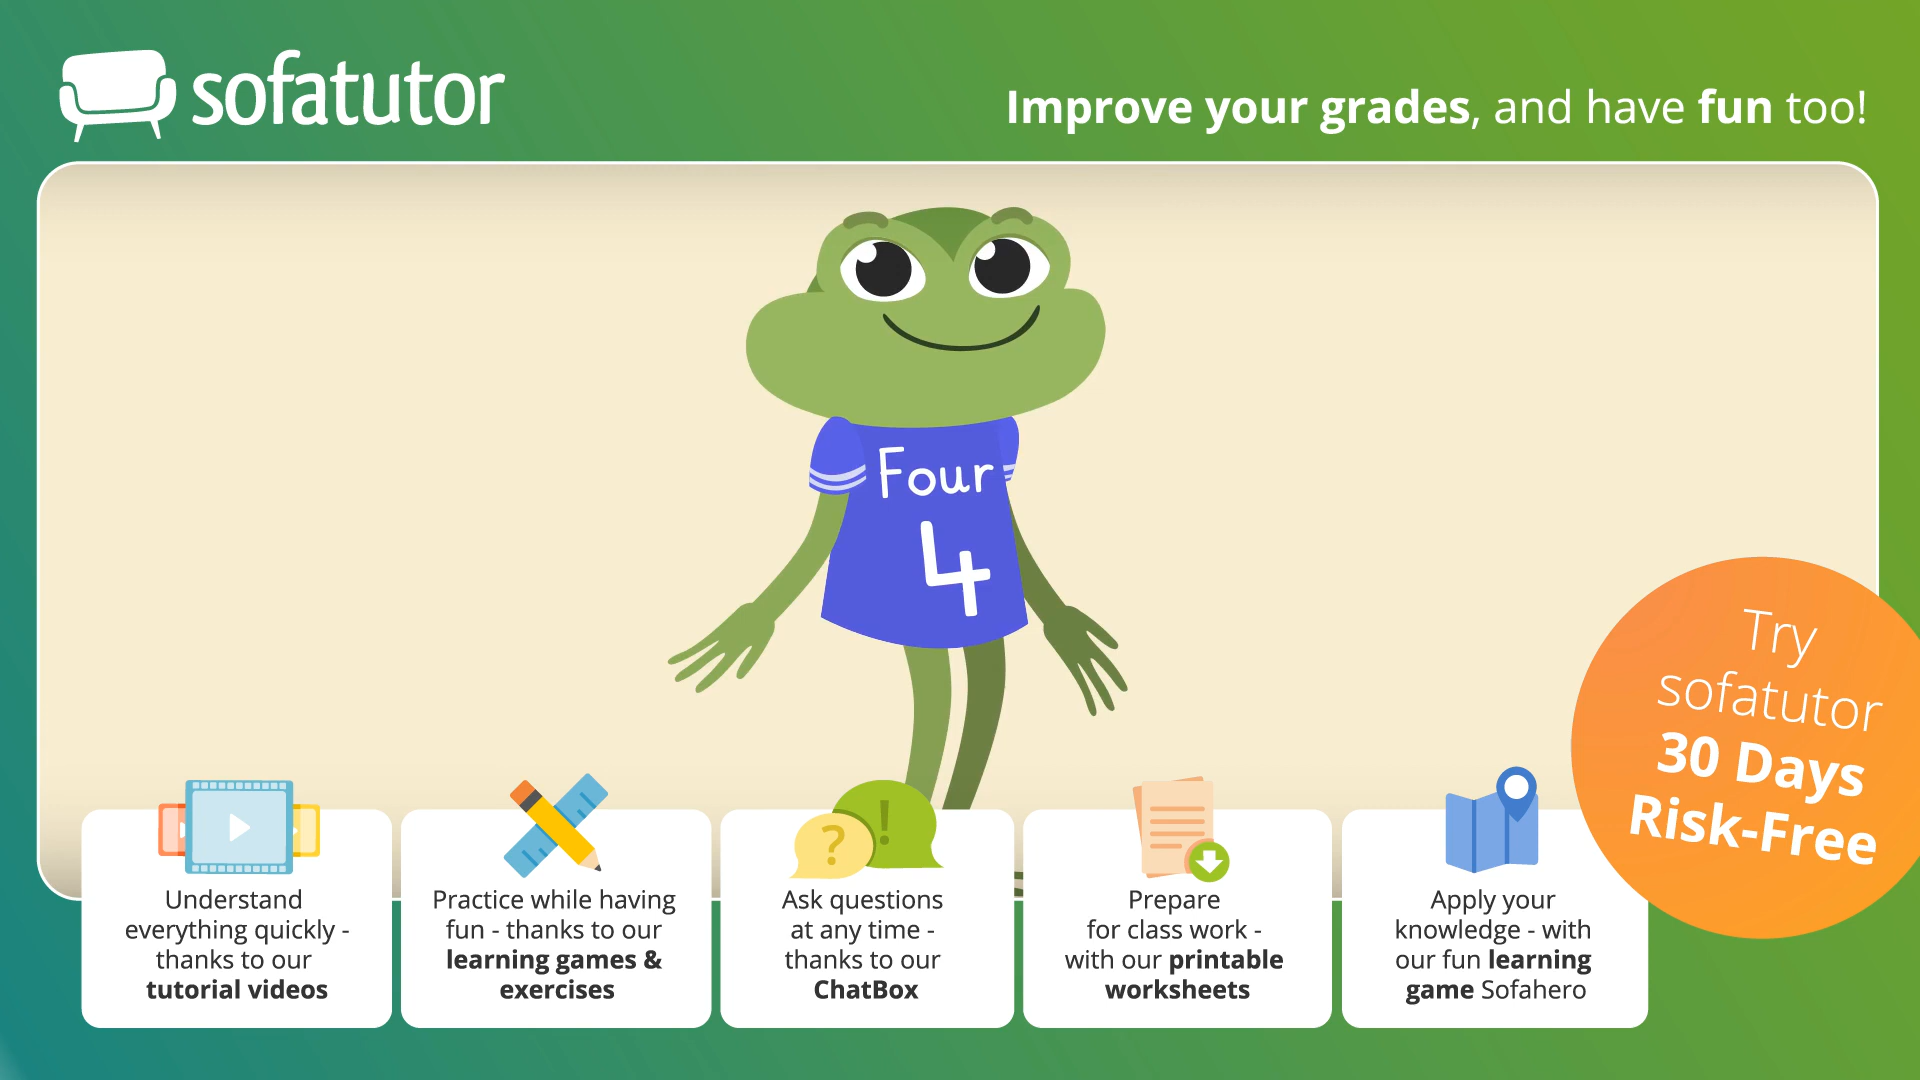 sofatutor
Improve your grades, and have fun too!
Four
4
Try
sofatutor
30 Days
Risk-Free
?
!
Understand
everything quickly -
thanks to our
tutorial videos
Practice while having
fun - thanks to our
learning games &
exercises
Ask questions
at any time -
thanks to our
ChatBox
Prepare
for class work -
with our printable
worksheets
Apply your
knowledge - with
our fun learning
game Sofahero